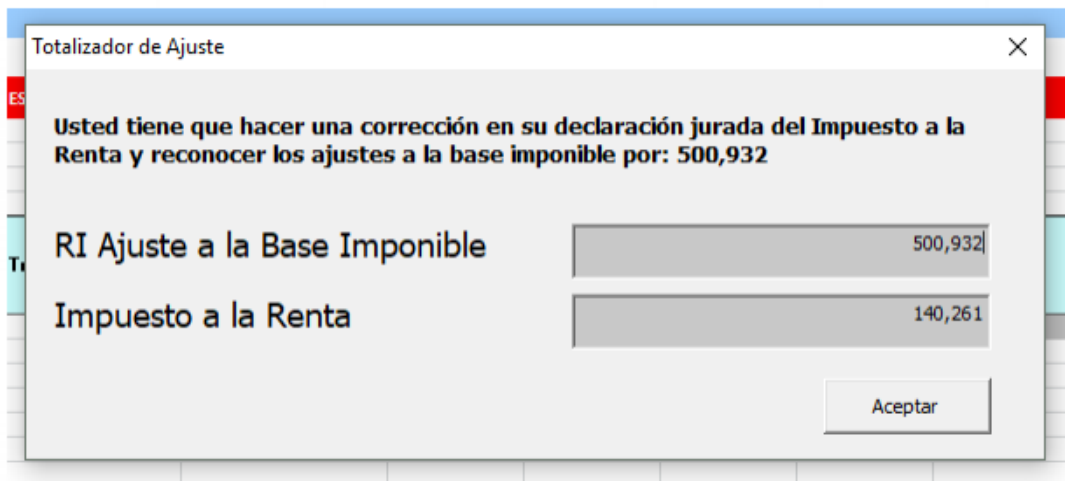 Totalizador de Ajuste
ES
Usted tiene que hacer una corrección en su declaración jurada del Impuesto a la
Renta y reconocer los ajustes a la base imponible por: 500,932
RI Ajuste a la Base Imponible 500,932
Impuesto a la Renta 140,261
Aceptar